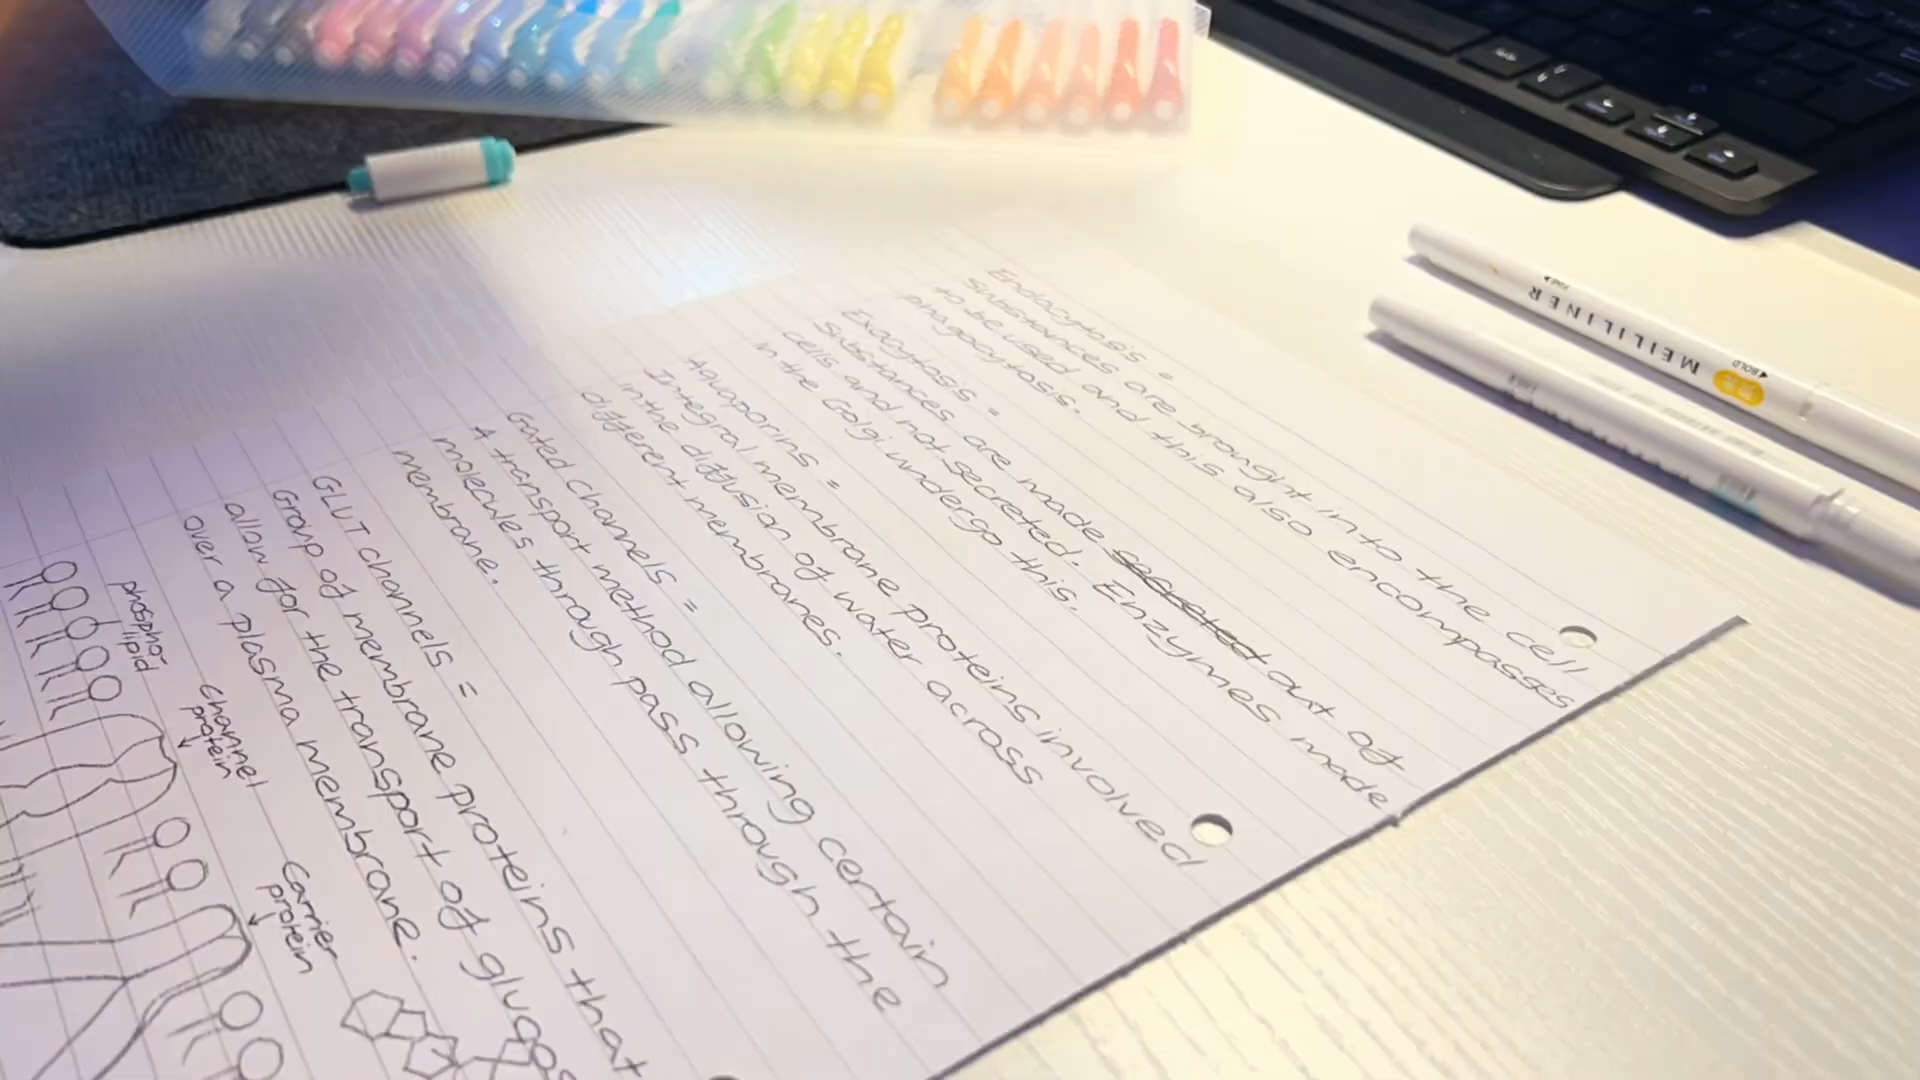 Endocytosis =
Substances are brought into the cell
to be used and this also encompasses
phagocytosis.
Exocytosis =
Substances are made secreted out of
cells and not secreted. Enzymes made
in the Golgi undergo this.
Aquaporins =
Integral membrane proteins involved
in the diffusion of water across
different membranes.
Gated channels =
A transport method allowing certain
molecules through pass through the
membrane.
GLUT channels =
Group of membrane proteins that
allow for the transport of glucose
over a plasma membrane.
phospho-
lipid
channel
protein
Carrier
protein
MEILILINER
BOLD